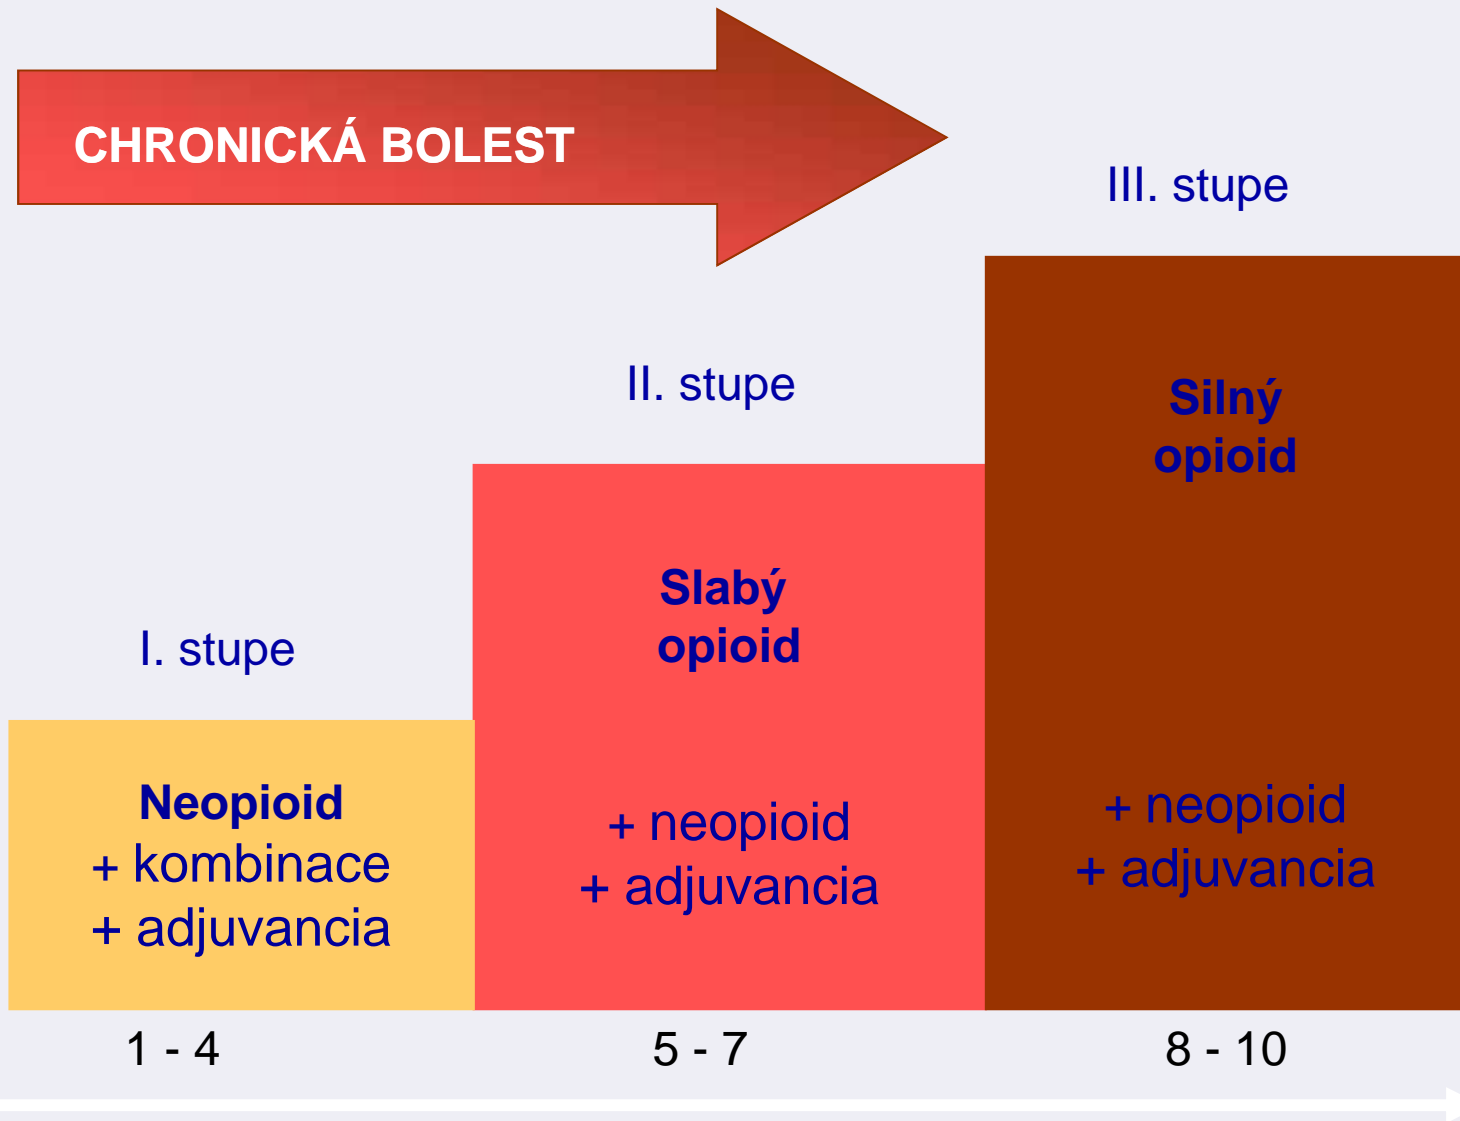 CHRONICKÁ BOLEST
III. stupe
II. stupe
I. stupe
Silný
opioid
+ neopioid
+ adjuvancia
Slabý
opioid
+ neopioid
+ adjuvancia
Neopioid
+ kombinace
+ adjuvancia
1 - 4
5 - 7
8 - 10